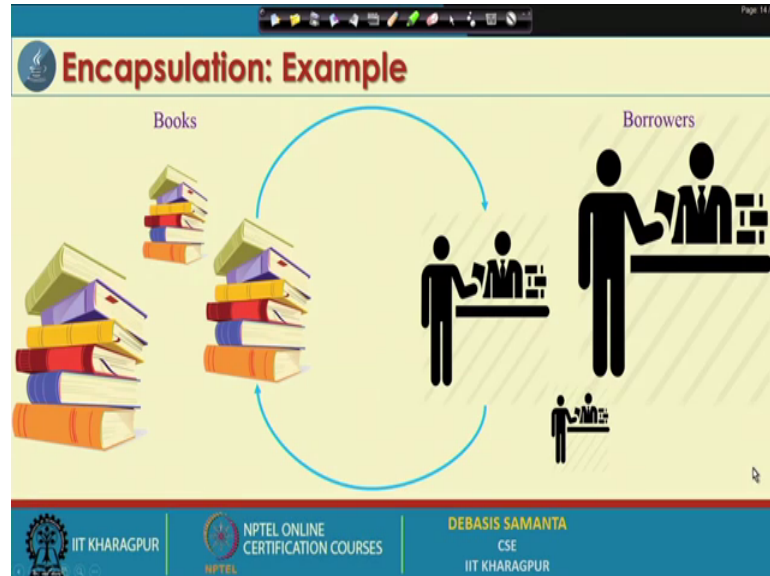 Page: 14
Encapsulation: Example
Books
Borrowers
IIT KHARAGPUR
NPTEL
NPTEL ONLINE
CERTIFICATION COURSES
DEBASIS SAMANTA
CSE
IIT KHARAGPUR